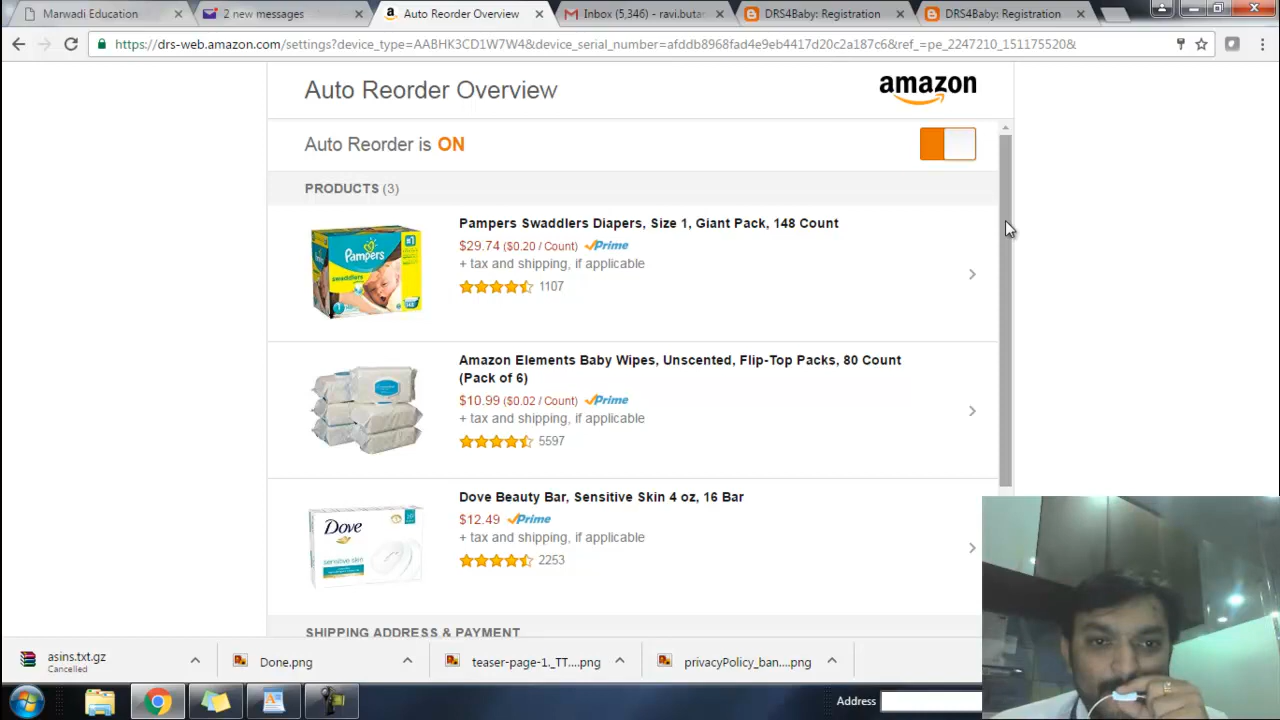 Marwadi Education
2 new messages
Auto Reorder Overview
Inbox (5,346) - ravi.buta
DRS4Baby: Registration
DRS4Baby: Registration
https://drs-web.amazon.com/settings?device_type=AABHK3CD1W7W4&device_serial_number=afddb8968fad4e9eb4417d20c2a187c6&ref_=pe_2247210_151175520&
Auto Reorder Overview
amazon
Auto Reorder is ON
PRODUCTS (3)
Pampers Swaddlers Diapers, Size 1, Giant Pack, 148 Count
$29.74 ($0.20 / Count) Prime
+ tax and shipping, if applicable
1107
Pampers
swaddlers
Amazon Elements Baby Wipes, Unscented, Flip-Top Packs, 80 Count
(Pack of 6)
$10.99 ($0.02 / Count) Prime
+ tax and shipping, if applicable
5597
Dove Beauty Bar, Sensitive Skin 4 oz, 16 Bar
$12.49 Prime
+ tax and shipping, if applicable
2253
Dove
sensitive skin
SHIPPING ADDRESS & PAYMENT
asins.txt.gz
Cancelled
Done.png
teaser-page-1._TT....png
privacyPolicy_ban....png
Address